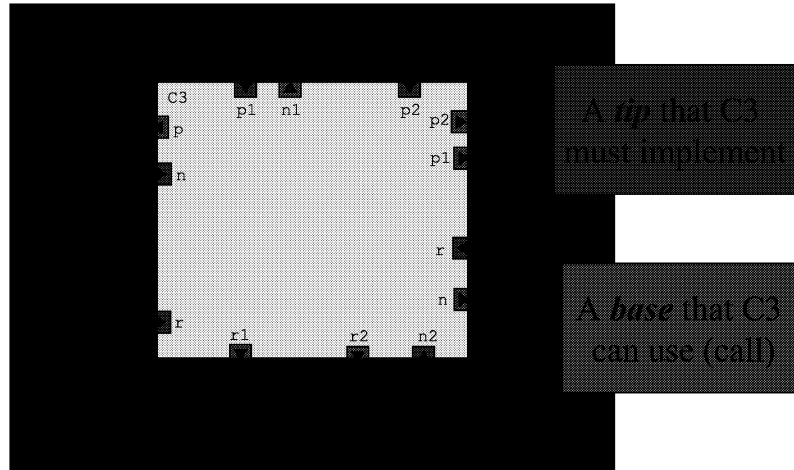 C3
p1 n1 p2
p
n
r
p2
p1
r
n
r1 r2 n2
A tip that C3
must implement
A base that C3
can use (call)